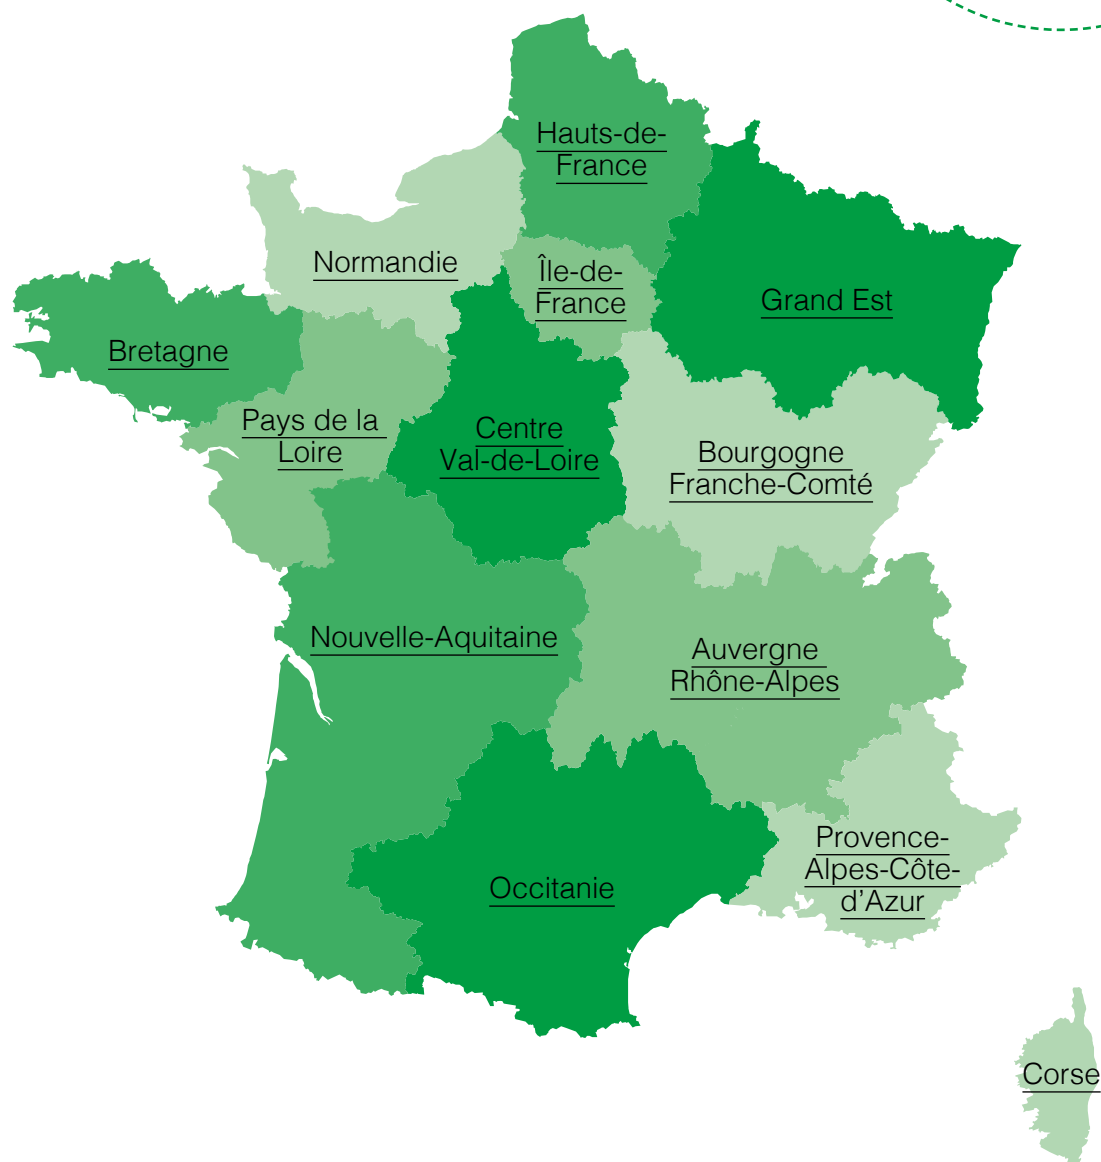 Hauts-de-
France
Normandie
Île-de-
France
Grand Est
Bretagne
Pays de la
Loire
Centre
Val-de-Loire
Bourgogne
Franche-Comté
Nouvelle-Aquitaine
Auvergne
Rhône-Alpes
Provence-
Alpes-Côte-
d'Azur
Occitanie
Corse